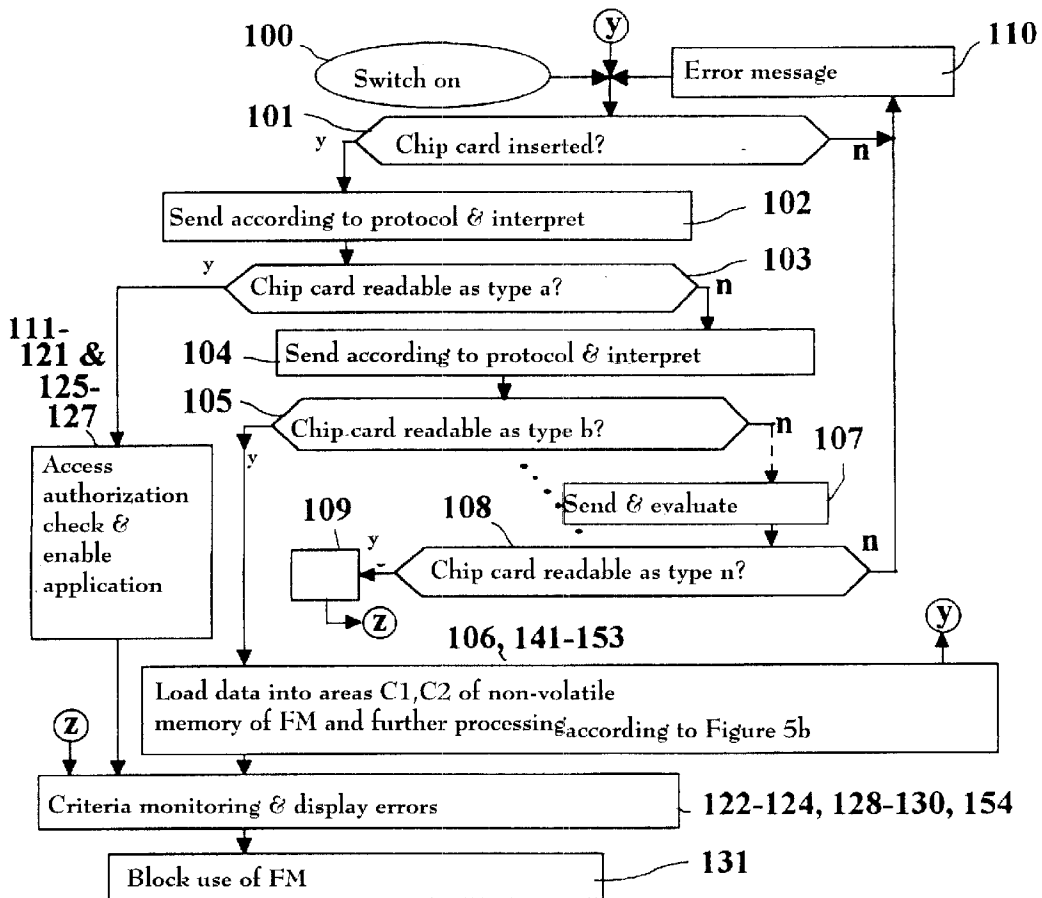 100
y
110
Switch on
Error message
101
y
Chip card inserted?
n
Send according to protocol & interpret
102
y
103
Chip card readable as type a?
n
111-
121 &
125-
127
104
Send according to protocol & interpret
105
Chip card readable as type b?
n
y
107
Access
authorization
check &
enable
application
Send & evaluate
109
108
y
n
Chip card readable as type n?
z
y
106, 141-153
Load data into areas C1,C2 of non-volatile
memory of FM and further processing according to Figure 5b
z
Criteria monitoring & display errors
122-124, 128-130, 154
131
Block use of FM